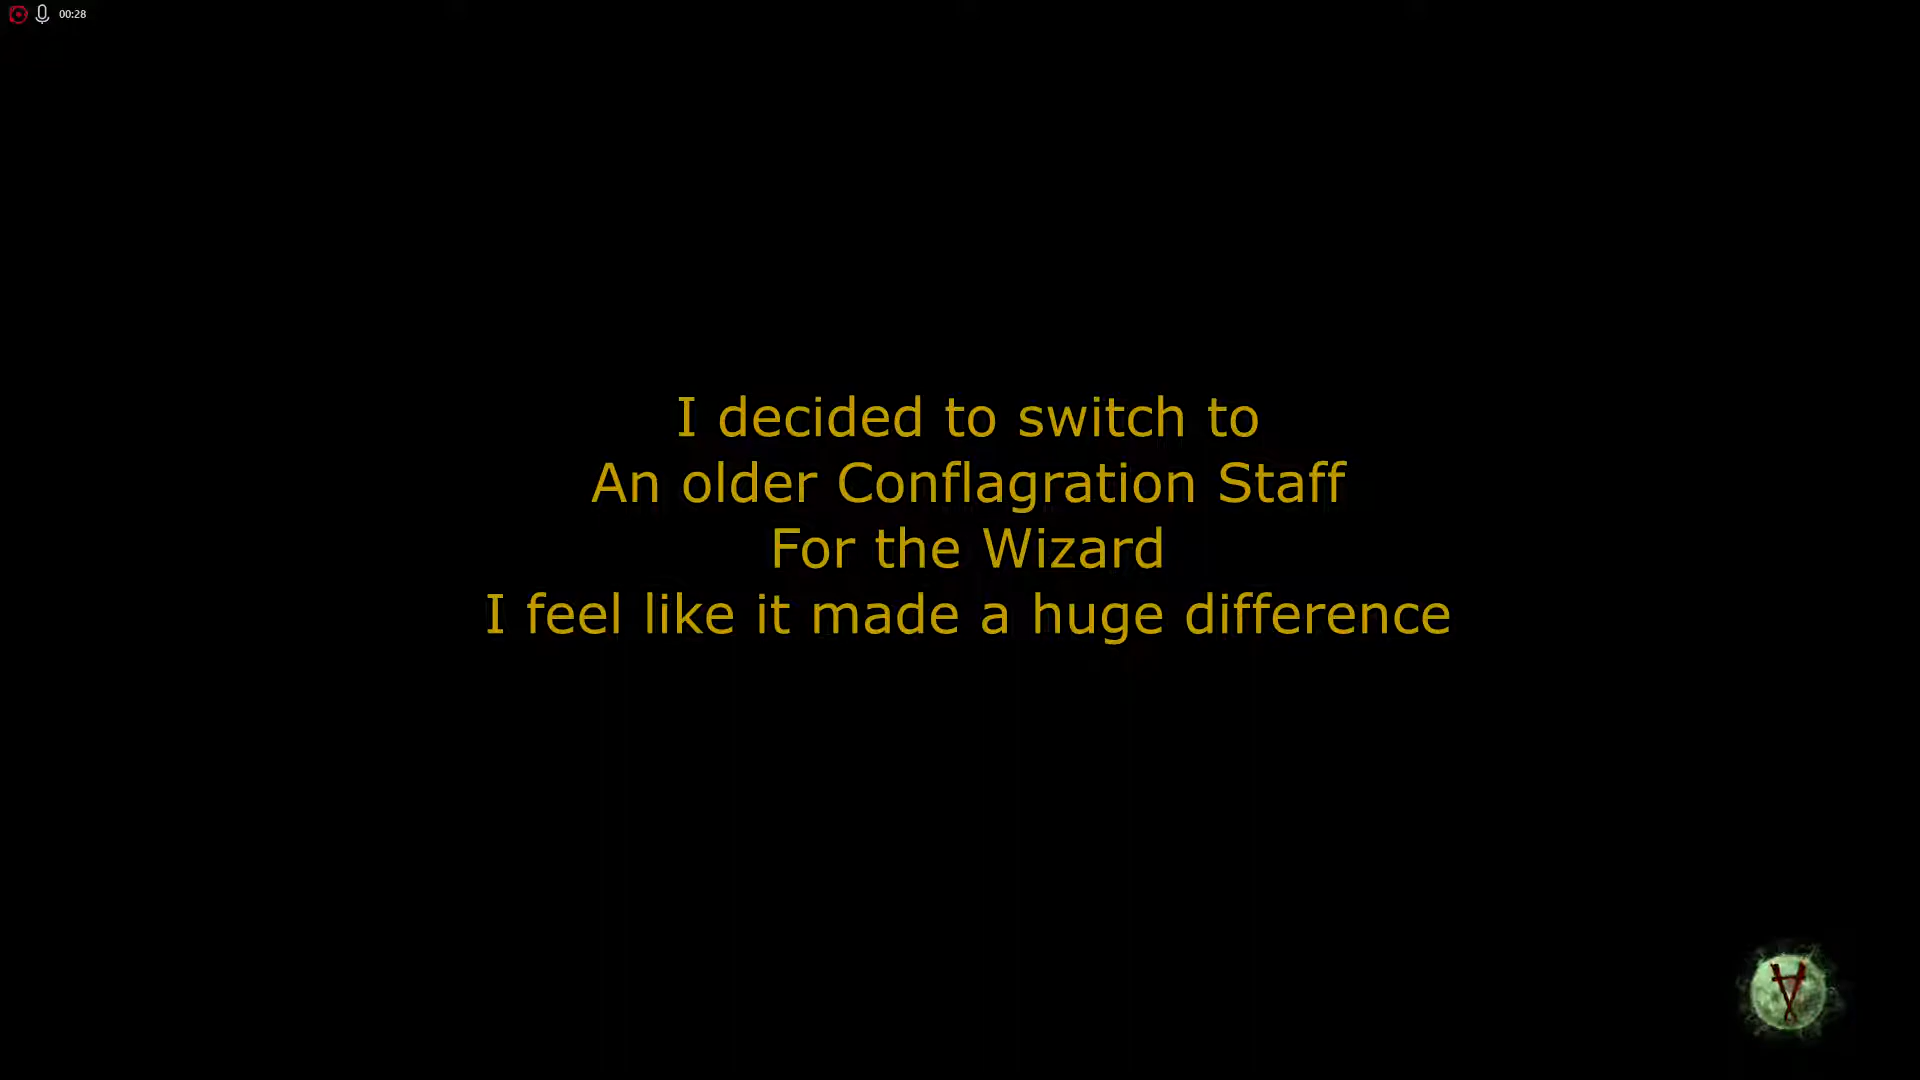 00:28
I decided to switch to
An older Conflagration Staff
For the Wizard
I feel like it made a huge difference